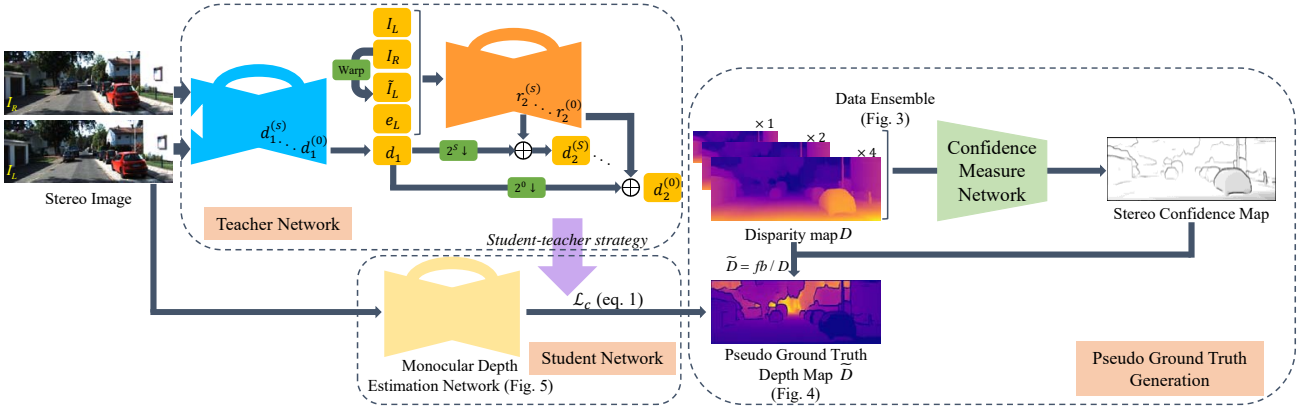 I_R
I_L
Stereo Image
d_1^{(s)} ... d_1^{(0)}
Teacher Network
I_L
I_R
Warp
Ĩ_L
e_L
d_1
r_2^{(s)} ... r_2^{(0)}
2^S ↓
⊕
d_2^{(S)} ...
2^0 ↓
⊕
d_2^{(0)}
Student-teacher strategy
ℒ_c (eq. 1)
Monocular Depth
Estimation Network (Fig. 5)
Student Network
× 1
× 2
× 4
Disparity map D
Data Ensemble
(Fig. 3)
Confidence
Measure
Network
Stereo Confidence Map
D̃ = fb / D
Pseudo Ground Truth
Depth Map D̃
(Fig. 4)
Pseudo Ground Truth
Generation